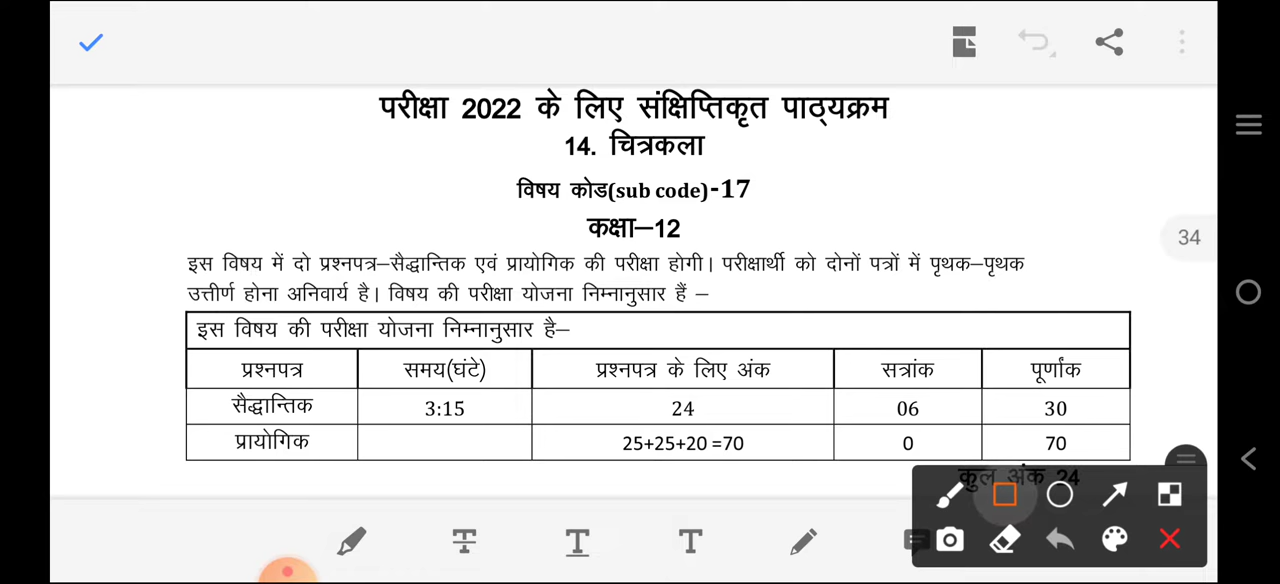 परीक्षा 2022 के लिए संक्षिप्तिकृत पाठ्यक्रम
14. चित्रकला
विषय कोड(sub code)-17
कक्षा–12
34
इस विषय में दो प्रश्नपत्र–सैद्धान्तिक एवं प्रायोगिक की परीक्षा होगी। परीक्षार्थी को दोनों पत्रों में पृथक–पृथक
उत्तीर्ण होना अनिवार्य है। विषय की परीक्षा योजना निम्नानुसार हैं –
इस विषय की परीक्षा योजना निम्नानुसार है–
प्रश्नपत्र समय(घंटे) प्रश्नपत्र के लिए अंक सत्रांक पूर्णांक
सैद्धान्तिक 3:15 24 06 30
प्रायोगिक 25+25+20 =70 0 70
कुल अंक 24